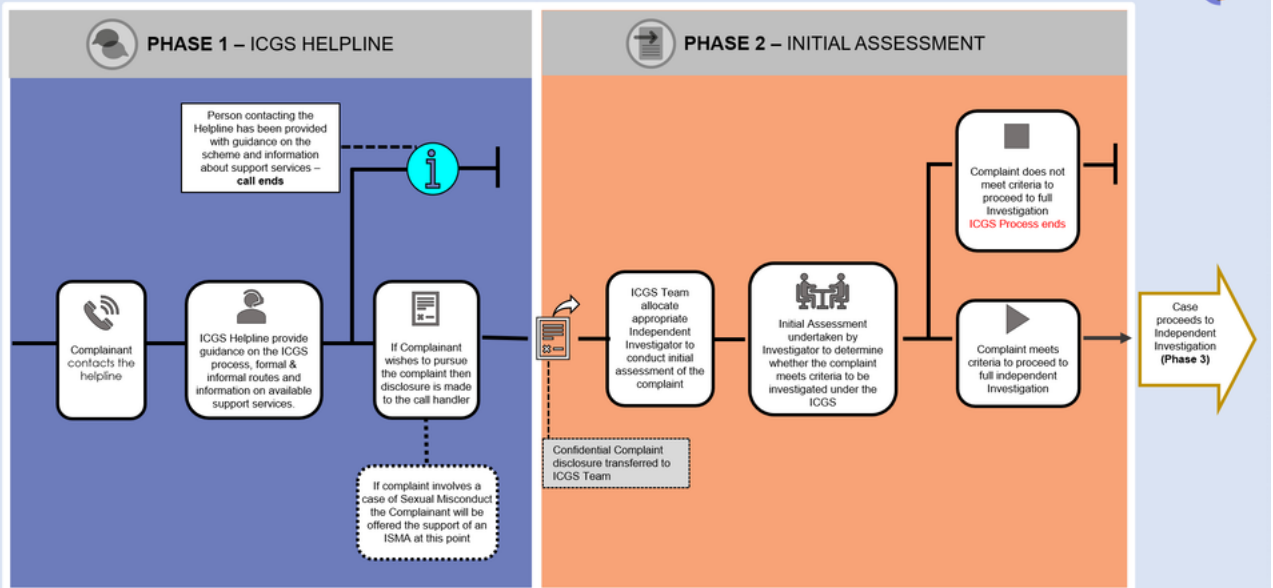 PHASE 1 – ICGS HELPLINE
Person contacting the
Helpline has been provided
with guidance on the
scheme and information
about support services –
call ends
i
Complainant
contacts the
helpline
ICGS Helpline provide
guidance on the ICGS
process, formal &
informal routes and
information on available
support services.
If Complainant
wishes to pursue
the complaint then
disclosure is made
to the call handler
If complaint involves a
case of Sexual Misconduct
the Complainant will be
offered the support of an
ISMA at this point
PHASE 2 – INITIAL ASSESSMENT
Confidential Complaint
disclosure transferred to
ICGS Team
ICGS Team
allocate
appropriate
Independent
Investigator to
conduct initial
assessment of the
complaint
Initial Assessment
undertaken by
Investigator to determine
whether the complaint
meets criteria to be
investigated under the
ICGS
Complaint does not
meet criteria to
proceed to full
Investigation
ICGS Process ends
Complaint meets
criteria to proceed to
full independent
Investigation
Case
proceeds to
Independent
Investigation
(Phase 3)